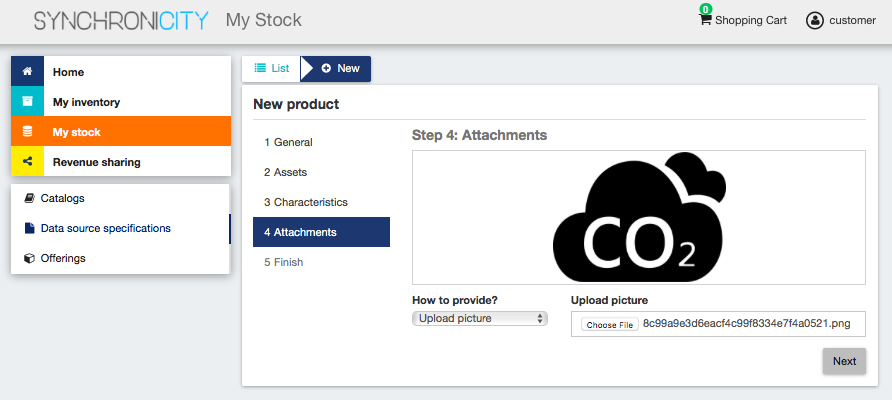 SYNCHRONICITY My Stock
0
Shopping Cart
customer
Home
My inventory
My stock
Revenue sharing
Catalogs
Data source specifications
Offerings
List
New
New product
1 General
2 Assets
3 Characteristics
4 Attachments
5 Finish
Step 4: Attachments
CO2
How to provide?
Upload picture
Upload picture
Choose File 8c99a9e3d6eacf4c99f8334e7f4a0521.png
Next